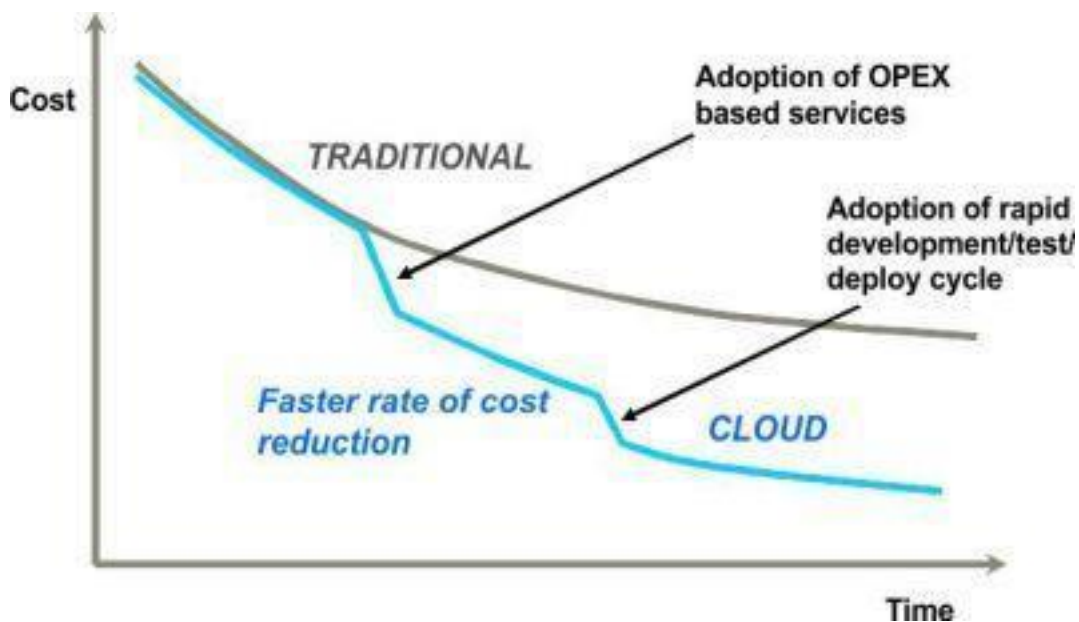 Cost
Adoption of OPEX
based services
TRADITIONAL
Adoption of rapid
development/test/
deploy cycle
Faster rate of cost
reduction
CLOUD
Time